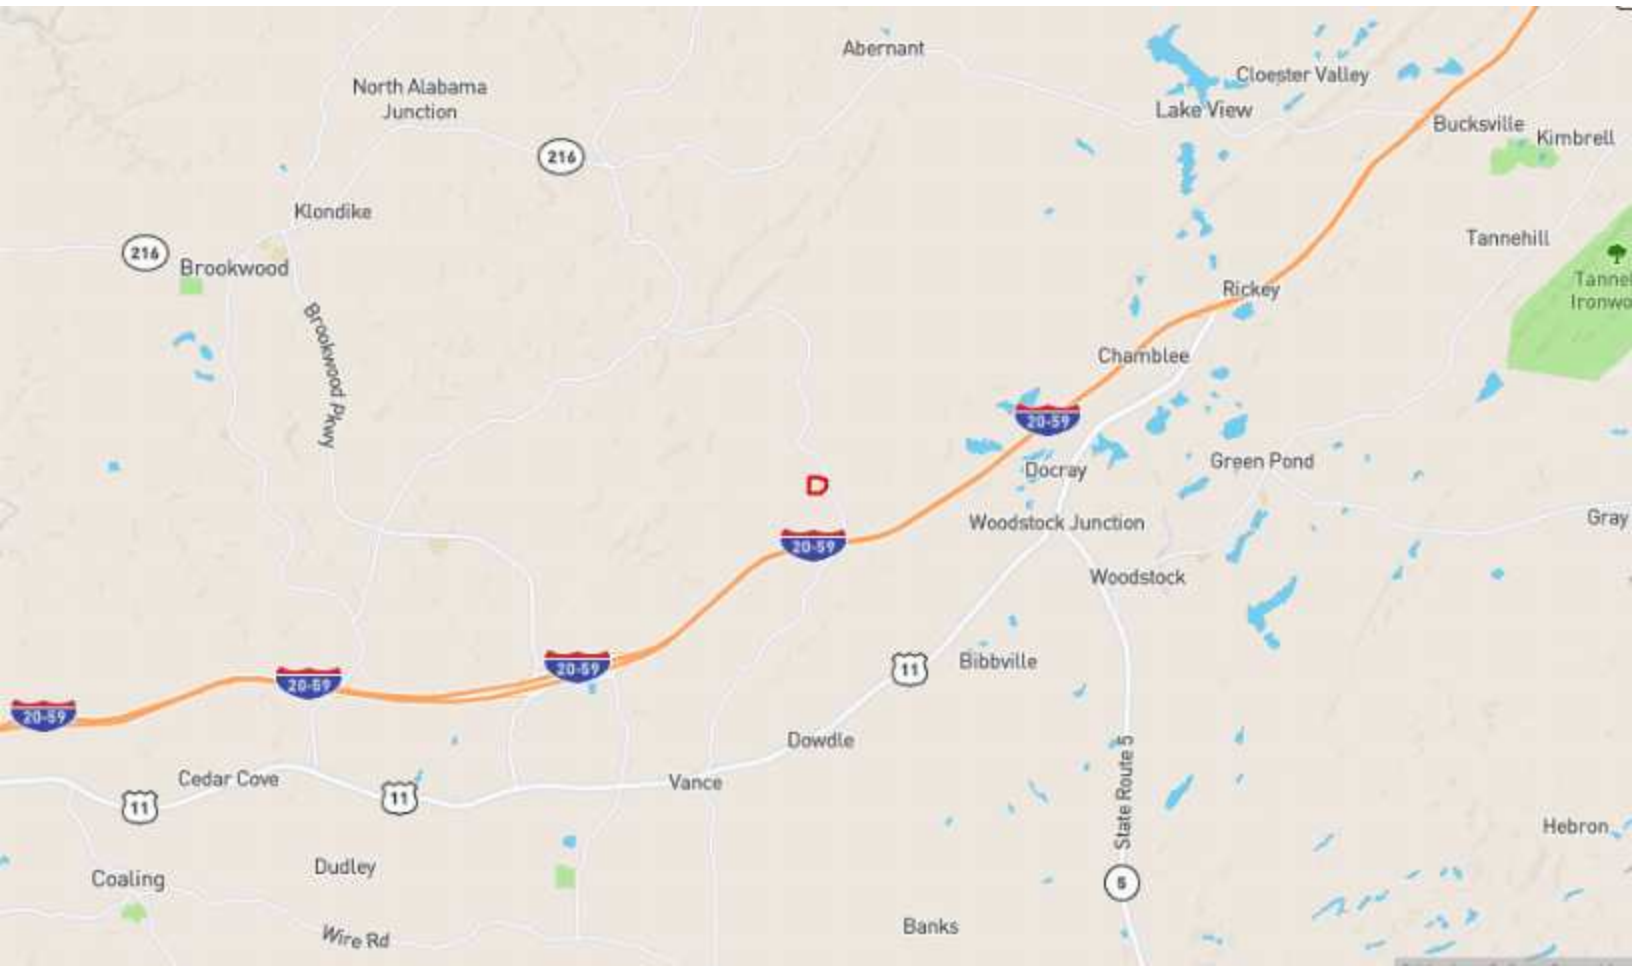 Abernant
Cloester Valley
North Alabama
Junction
Lake View
Bucksville
Kimbrell
216
Klondike
216
Tannehill
Brookwood
Rickey
Brookwood Pkwy
Chamblee
20-59
Docray
Green Pond
D
Woodstock Junction
Gray
20-59
Woodstock
11
Bibbville
20-59
20-59
20-59
Dowdle
State Route 5
Cedar Cove
Vance
11
11
Hebron
Dudley
Coaling
5
Banks
Wire Rd